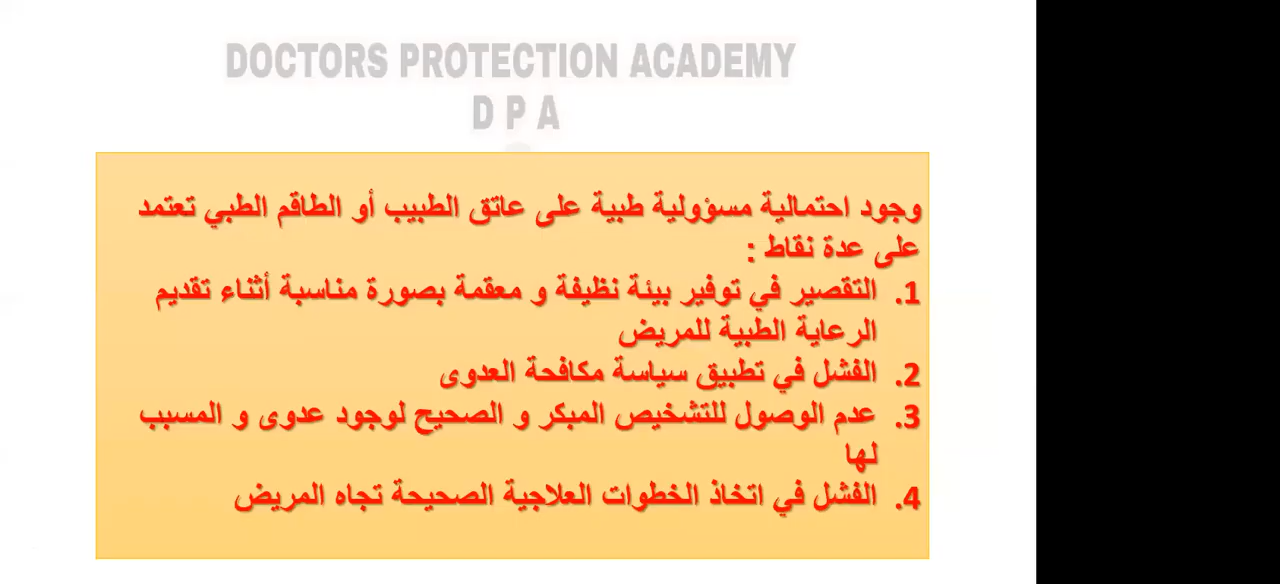 DOCTORS PROTECTION ACADEMY
D P A
وجود احتمالية مسؤولية طبية على عاتق الطبيب أو الطاقم الطبي تعتمد
على عدة نقاط :
1. التقصير في توفير بيئة نظيفة و معقمة بصورة مناسبة أثناء تقديم
الرعاية الطبية للمريض
2. الفشل في تطبيق سياسة مكافحة العدوى
3. عدم الوصول للتشخيص المبكر و الصحيح لوجود عدوى و المسبب
لها
4. الفشل في اتخاذ الخطوات العلاجية الصحيحة تجاه المريض